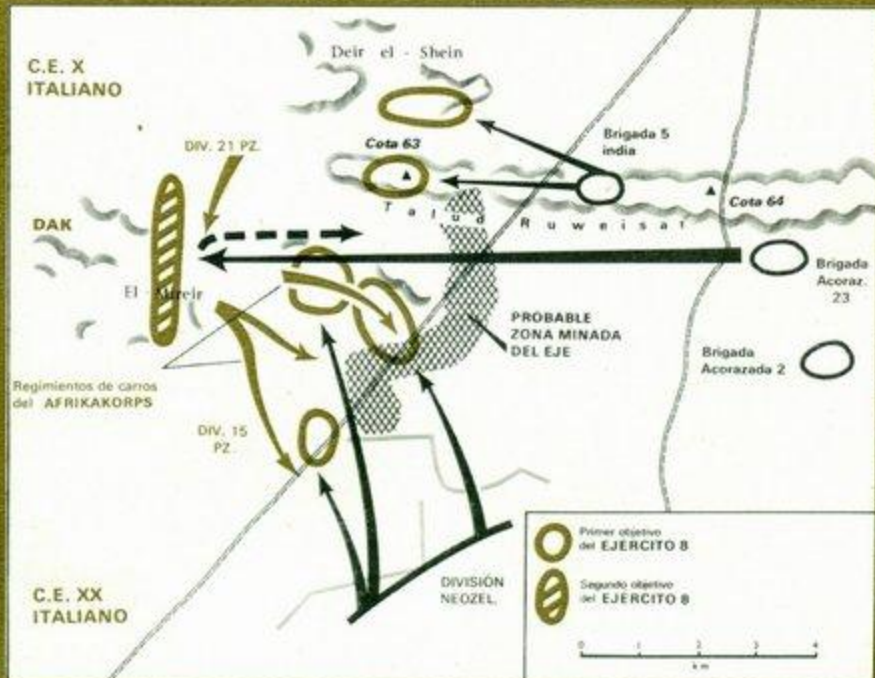 Deir el-Shein
C.E. X
ITALIANO
Brigada 5
india
Cota 63
DIV. 21 PZ.
Cota 64
Talud Ruweisat
DAK
El Mireir
Brigada
Acoraz.
23
PROBABLE
ZONA MINADA
DEL EJE
Brigada
Acorazada 2
Regimientos de carros
del AFRIKAKORPS
DIV. 15
PZ.
Primer objetivo
del EJERCITO 8
DIVISIÓN
NEOZEL.
Segundo objetivo
del EJERCITO 8
C.E. XX
ITALIANO
0 1 2 3 4
km